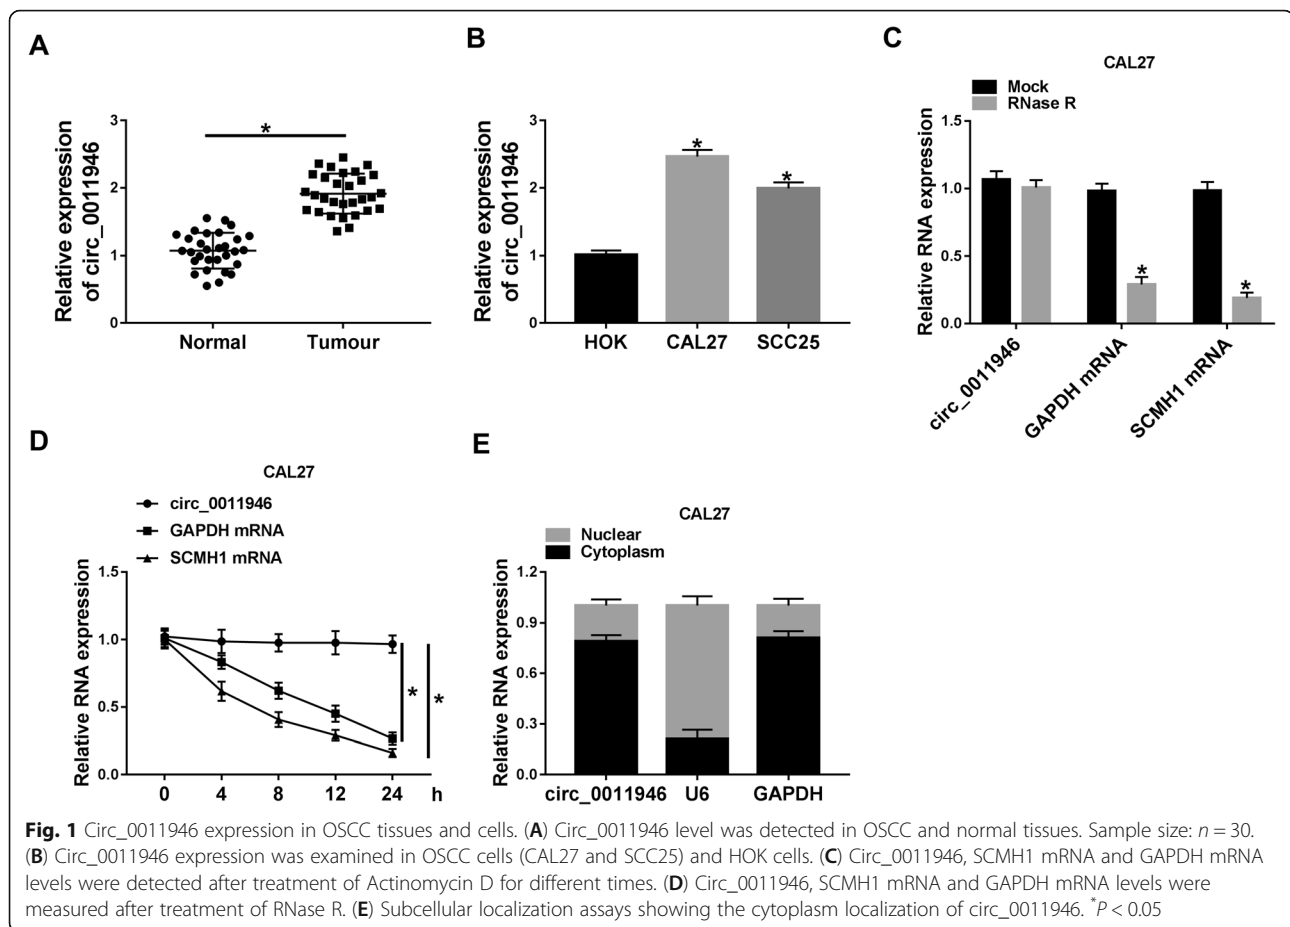 A
Relative expression
of circ_0011946
3
2
1
0
*
Normal Tumour
B
Relative expression
of circ_0011946
3
2
1
0
*
*
HOK CAL27 SCC25
C
CAL27
Mock
RNase R
Relative RNA expression
1.5
1.0
0.5
0.0
*
*
circ_0011946
GAPDH mRNA
SCMH1 mRNA
D
CAL27
circ_0011946
GAPDH mRNA
SCMH1 mRNA
Relative RNA expression
1.5
1.0
0.5
0.0
*
*
0 4 8 12 24 h
E
CAL27
Nuclear
Cytoplasm
Relative RNA expression
1.2
0.9
0.6
0.3
0.0
circ_0011946 U6 GAPDH
Fig. 1 Circ_0011946 expression in OSCC tissues and cells. (A) Circ_0011946 level was detected in OSCC and normal tissues. Sample size: n = 30.
(B) Circ_0011946 expression was examined in OSCC cells (CAL27 and SCC25) and HOK cells. (C) Circ_0011946, SCMH1 mRNA and GAPDH mRNA
levels were detected after treatment of Actinomycin D for different times. (D) Circ_0011946, SCMH1 mRNA and GAPDH mRNA levels were
measured after treatment of RNase R. (E) Subcellular localization assays showing the cytoplasm localization of circ_0011946. *P < 0.05